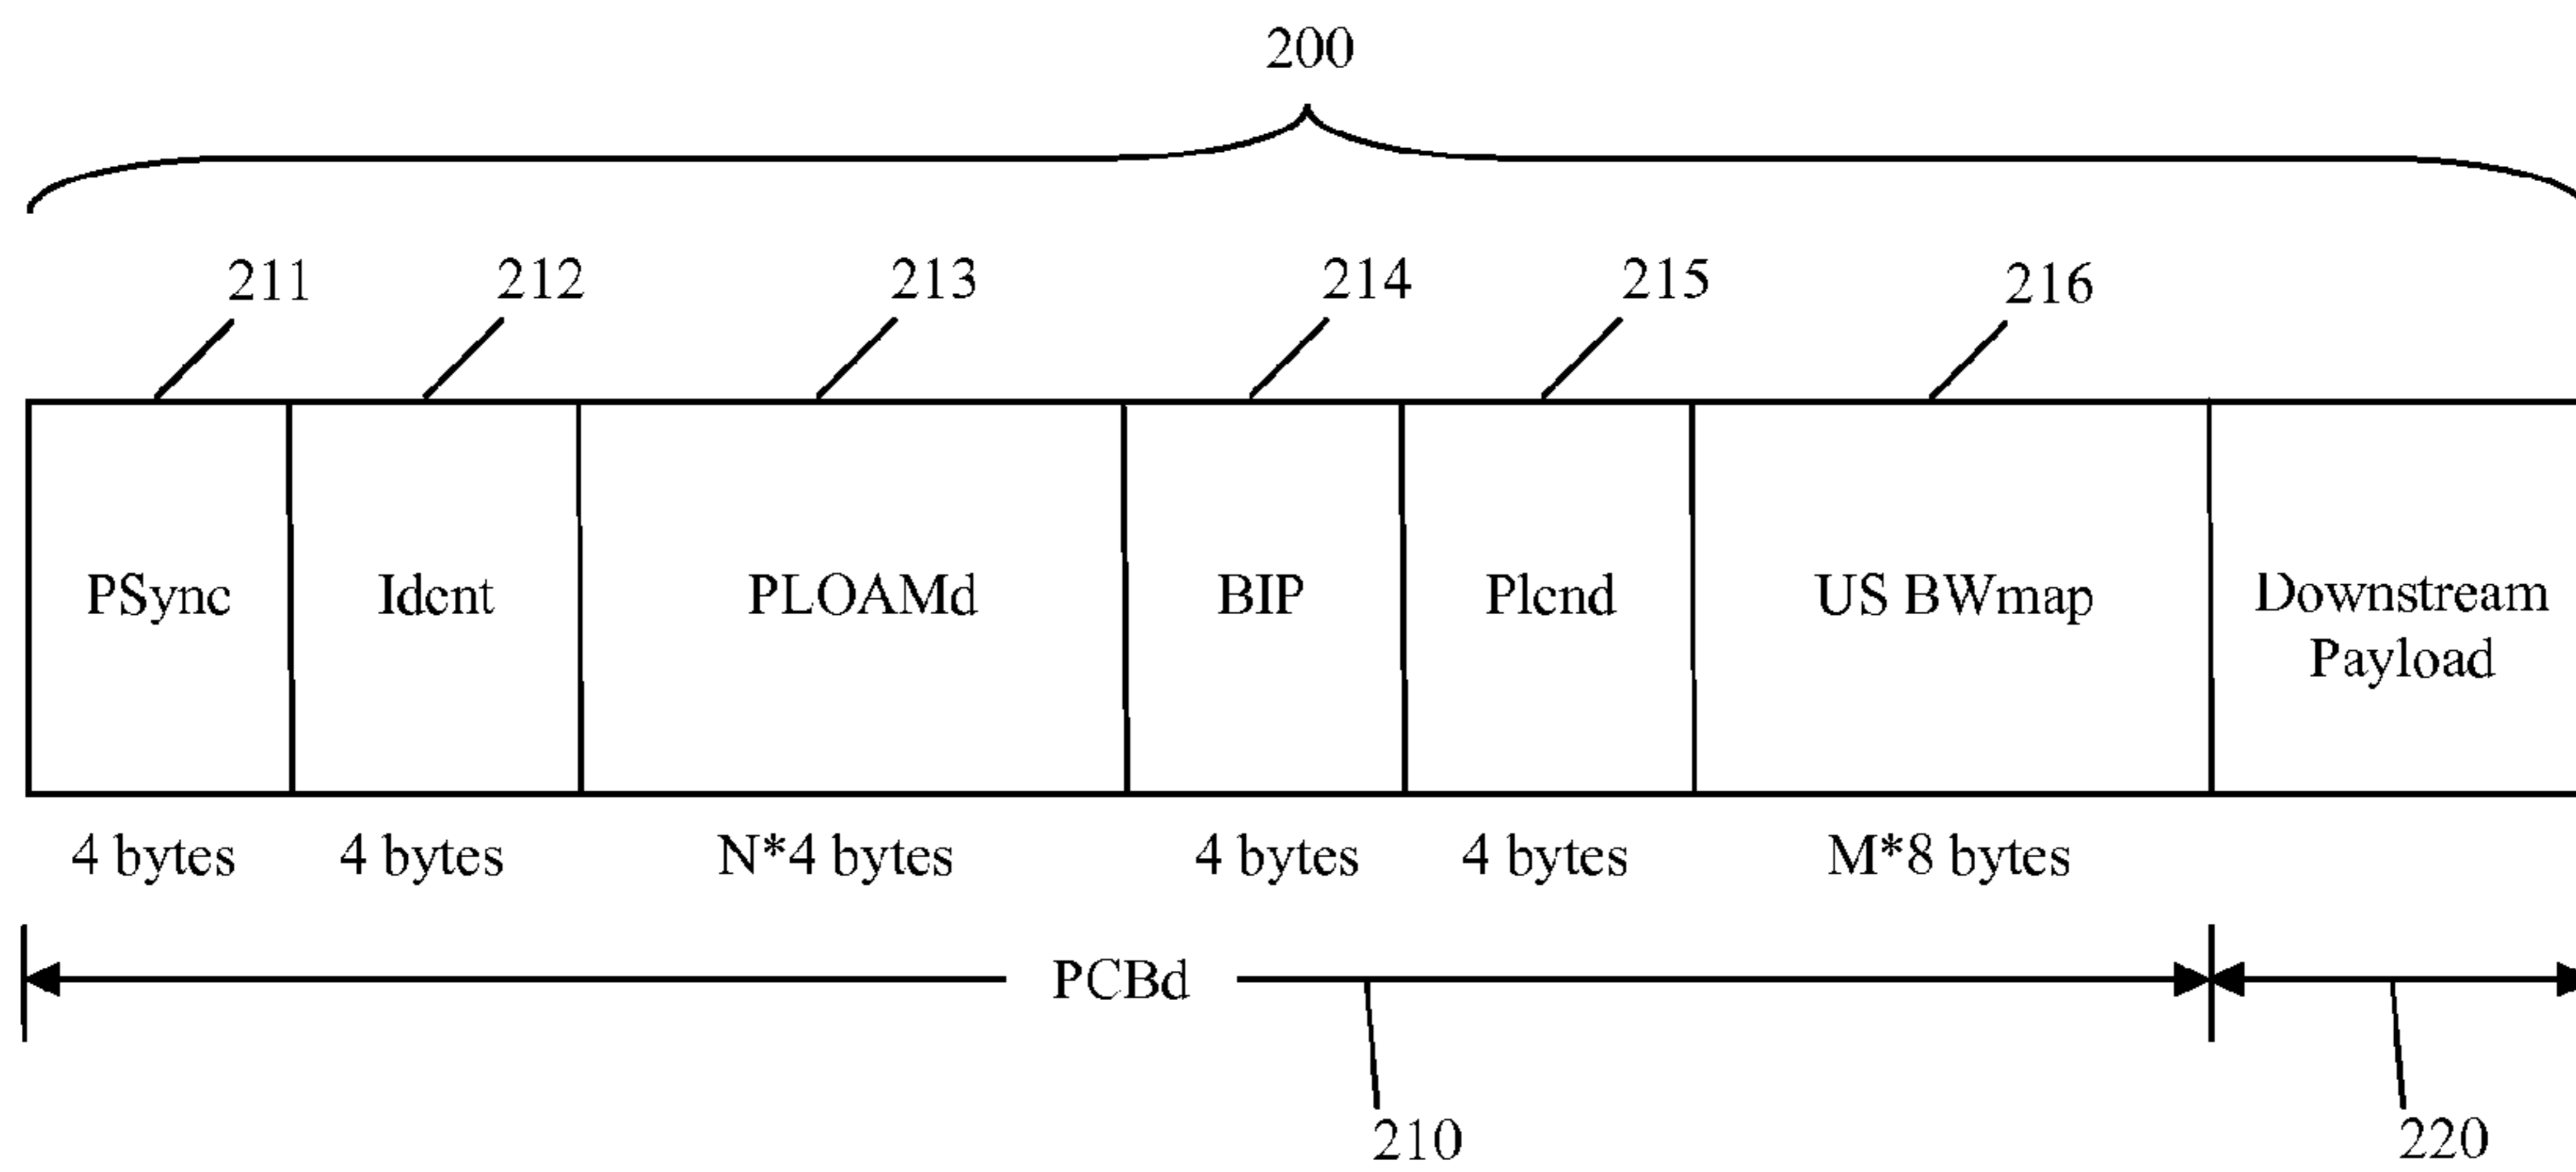 200
211 212 213 214 215 216
PSync Ident PLOAMd BIP Plend US BWmap Downstream
Payload
4 bytes 4 bytes N*4 bytes 4 bytes 4 bytes M*8 bytes
PCBd
210 220